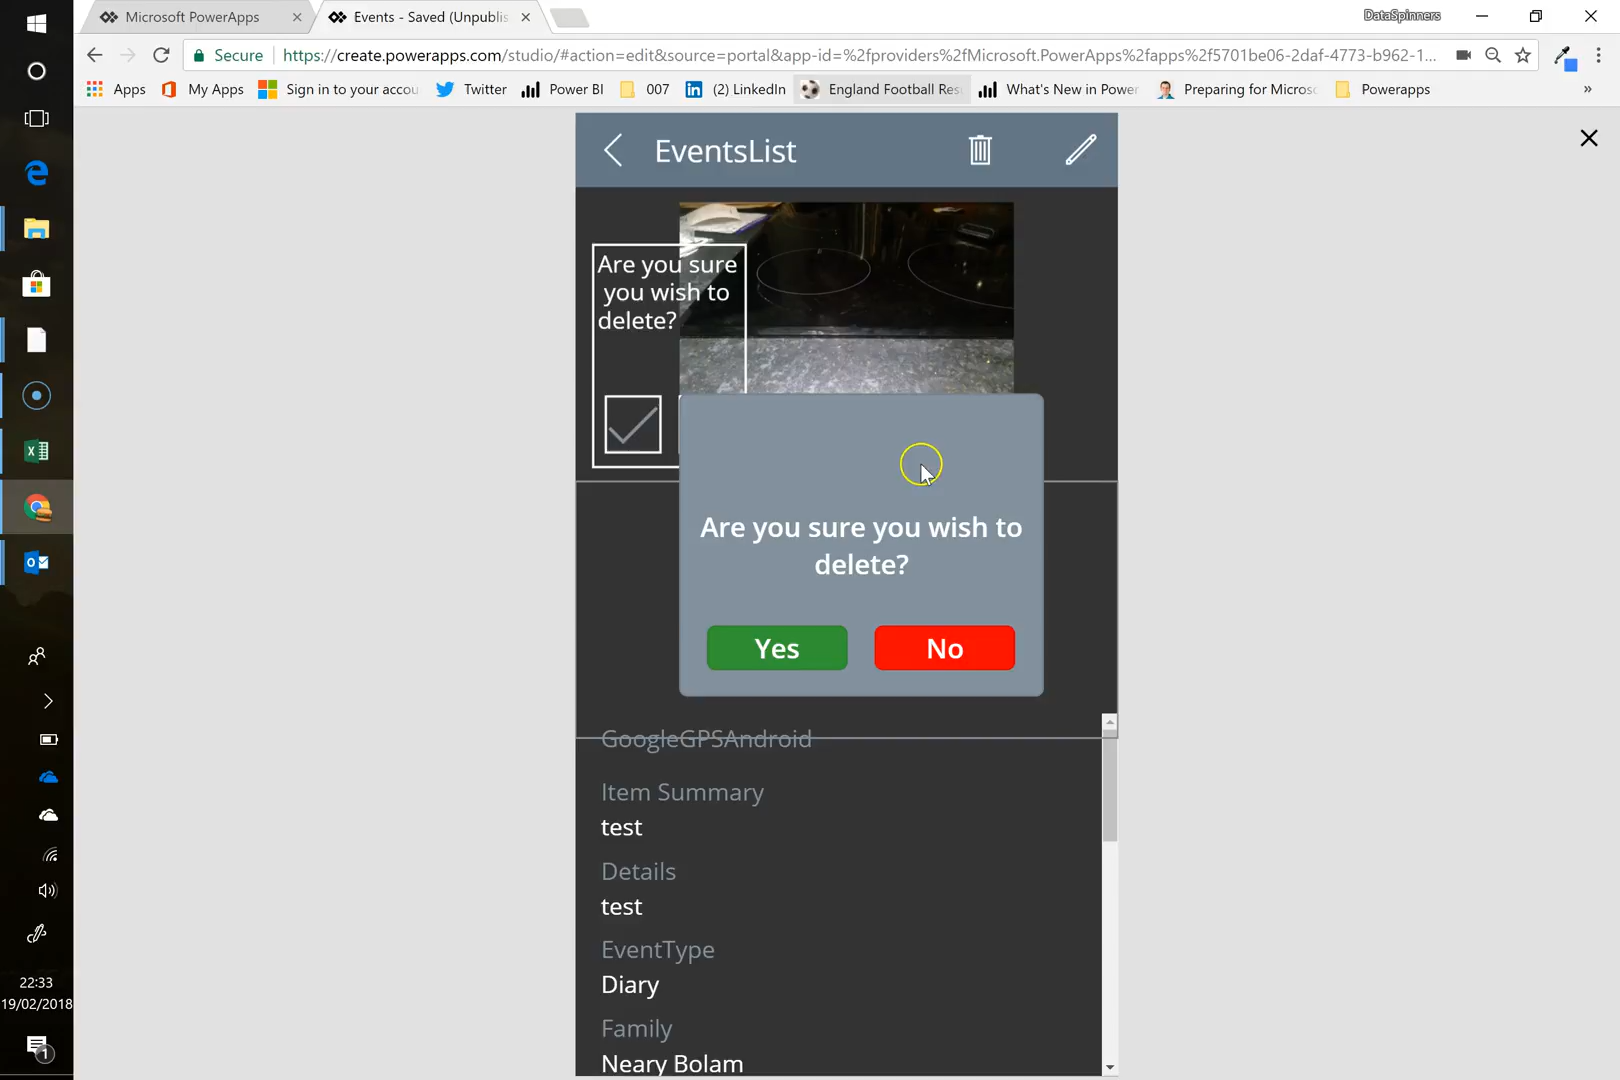 Microsoft PowerApps
Events - Saved (Unpublis
DataSpinners
Secure
https://create.powerapps.com/studio/#action=edit&source=portal&app-id=%2fproviders%2fMicrosoft.PowerApps%2fapps%2f5701be06-2daf-4773-b962-1...
Apps
My Apps
Sign in to your accou
Twitter
Power BI
007
(2) LinkedIn
England Football Res
What's New in Power
Preparing for Micros
Powerapps
»
EventsList
Are you sure
you wish to
delete?
Are you sure you wish to
delete?
Yes
No
GoogleGPSAndroid
Item Summary
test
Details
test
EventType
Diary
Family
Neary Bolam
22:33
19/02/2018
1